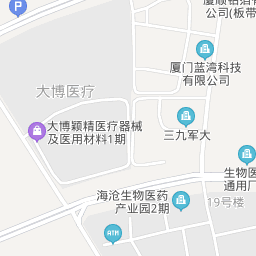 公司(板带
厦门蓝湾科技
有限公司
大博医疗
大博颖精医疗器械
及医用材料1期
三九军大
生物医
通用厂
海沧生物医药
产业园2期
19号楼
P
ATM